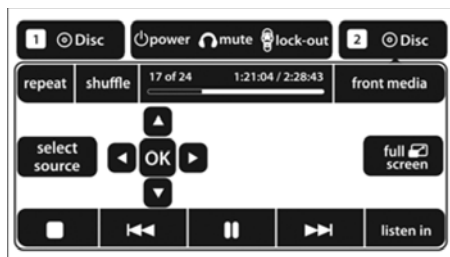 1 Disc power mute lock-out 2 Disc
repeat shuffle 17 of 24 1:21:04 / 2:28:43 front media
select
source
OK
full
screen
listen in